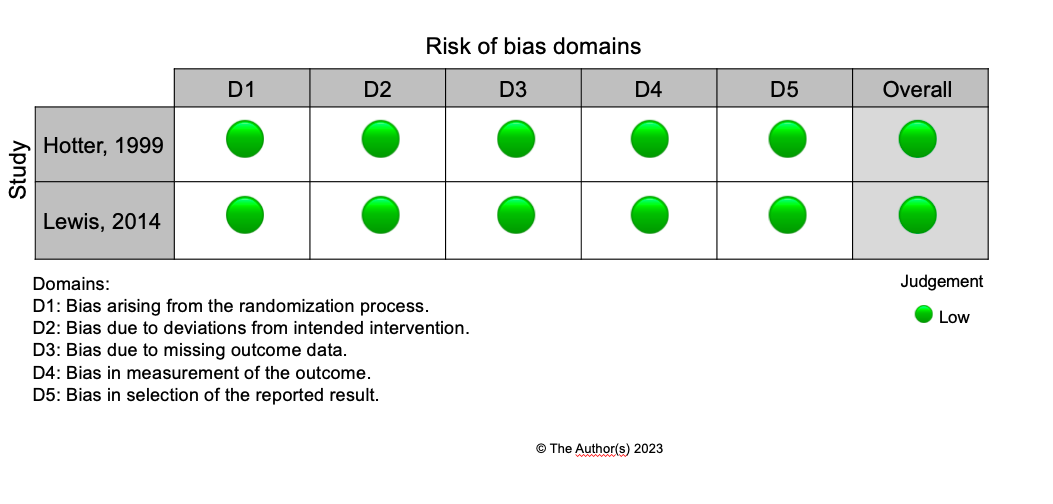 Risk of bias domains
D1 D2 D3 D4 D5 Overall
Study
Hotter, 1999
Lewis, 2014
Domains:
D1: Bias arising from the randomization process.
D2: Bias due to deviations from intended intervention.
D3: Bias due to missing outcome data.
D4: Bias in measurement of the outcome.
D5: Bias in selection of the reported result.
Judgement
Low
© The Author(s) 2023